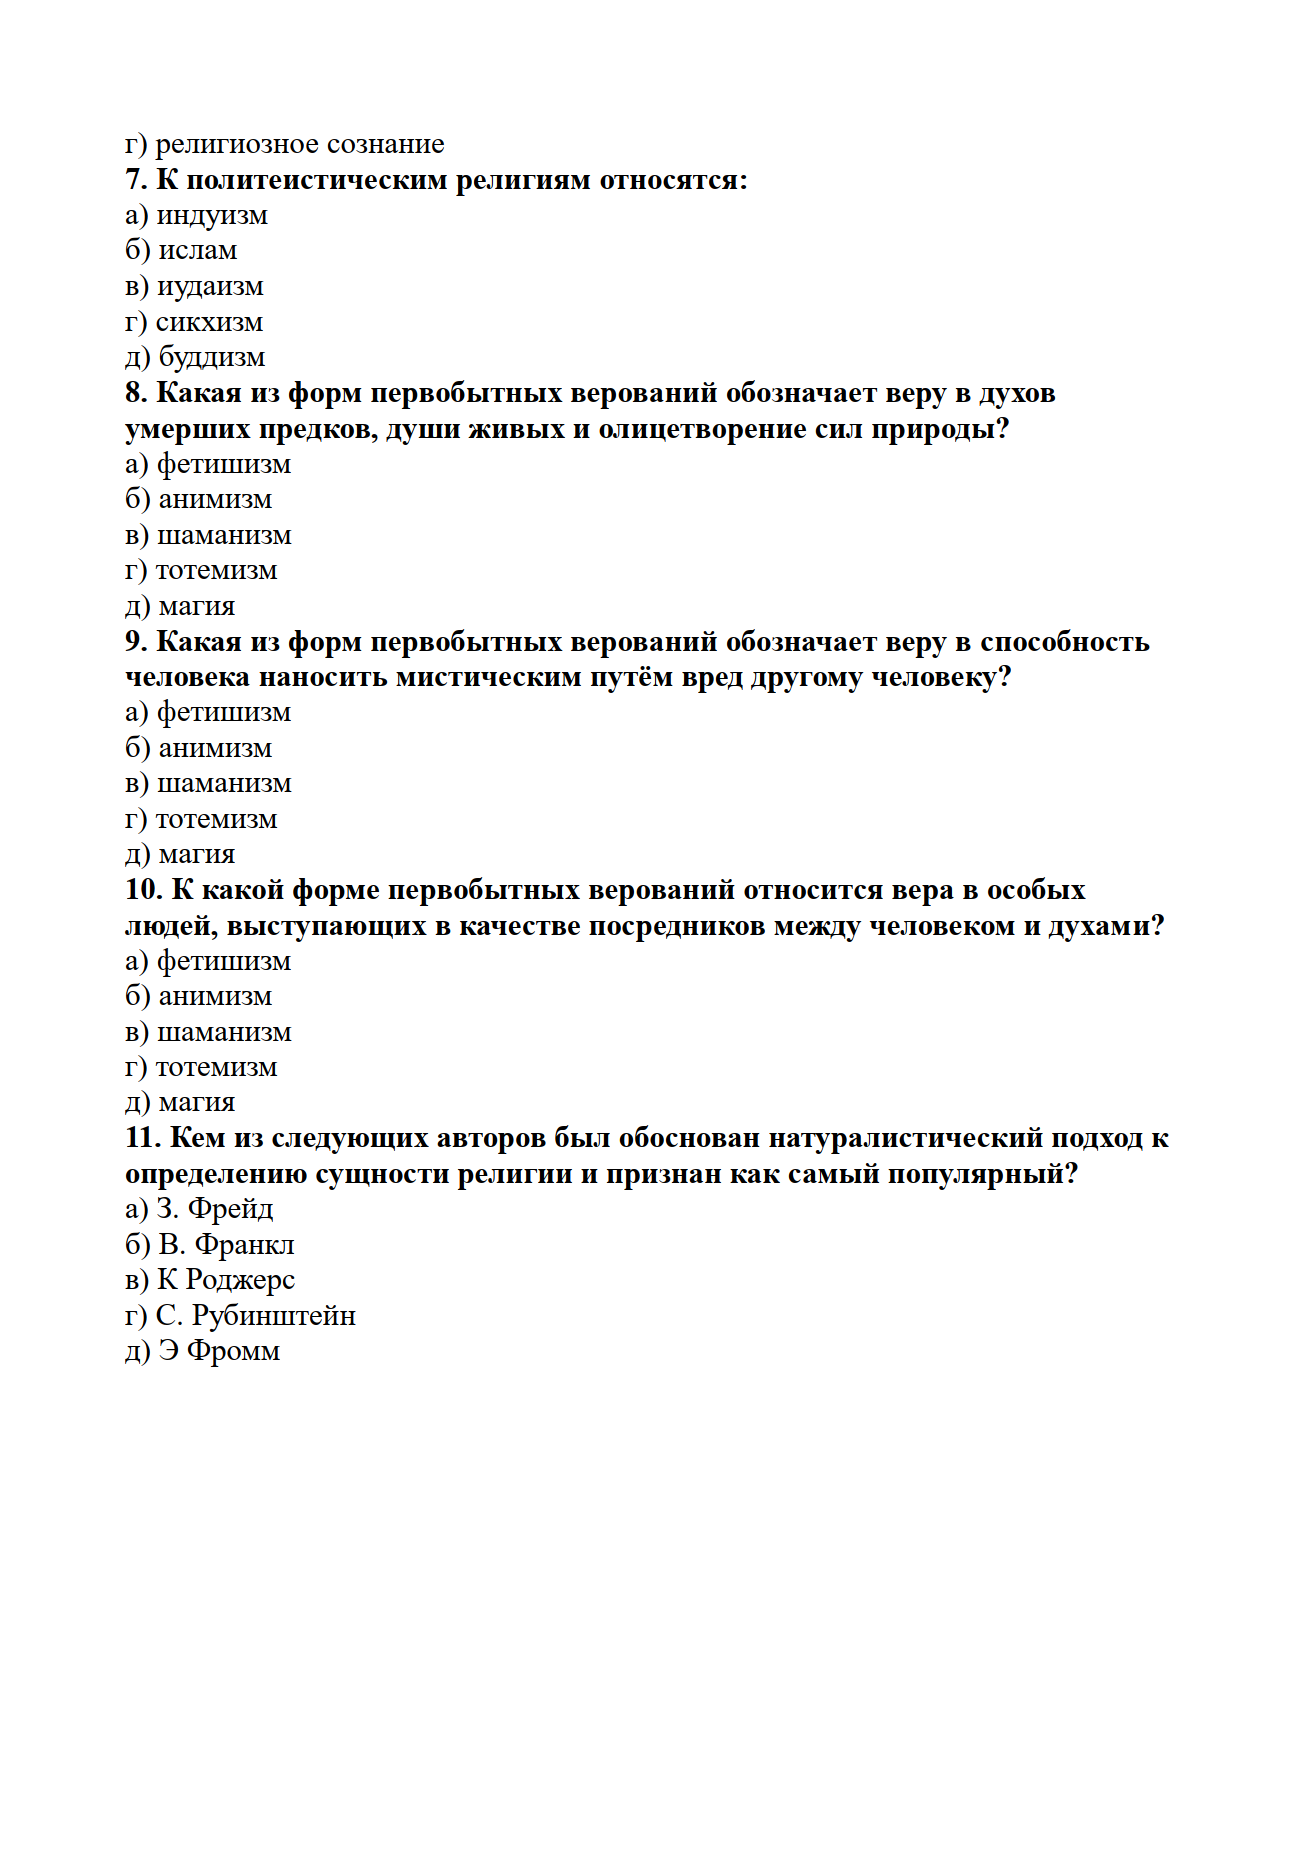 г) религиозное сознание
7. К политеистическим религиям относятся:
а) индуизм
б) ислам
в) иудаизм
г) сикхизм
д) буддизм
8. Какая из форм первобытных верований обозначает веру в духов
умерших предков, души живых и олицетворение сил природы?
а) фетишизм
б) анимизм
в) шаманизм
г) тотемизм
д) магия
9. Какая из форм первобытных верований обозначает веру в способность
человека наносить мистическим путём вред другому человеку?
а) фетишизм
б) анимизм
в) шаманизм
г) тотемизм
д) магия
10. К какой форме первобытных верований относится вера в особых
людей, выступающих в качестве посредников между человеком и духами?
а) фетишизм
б) анимизм
в) шаманизм
г) тотемизм
д) магия
11. Кем из следующих авторов был обоснован натуралистический подход к
определению сущности религии и признан как самый популярный?
а) З. Фрейд
б) В. Франкл
в) К Роджерс
г) С. Рубинштейн
д) Э Фромм